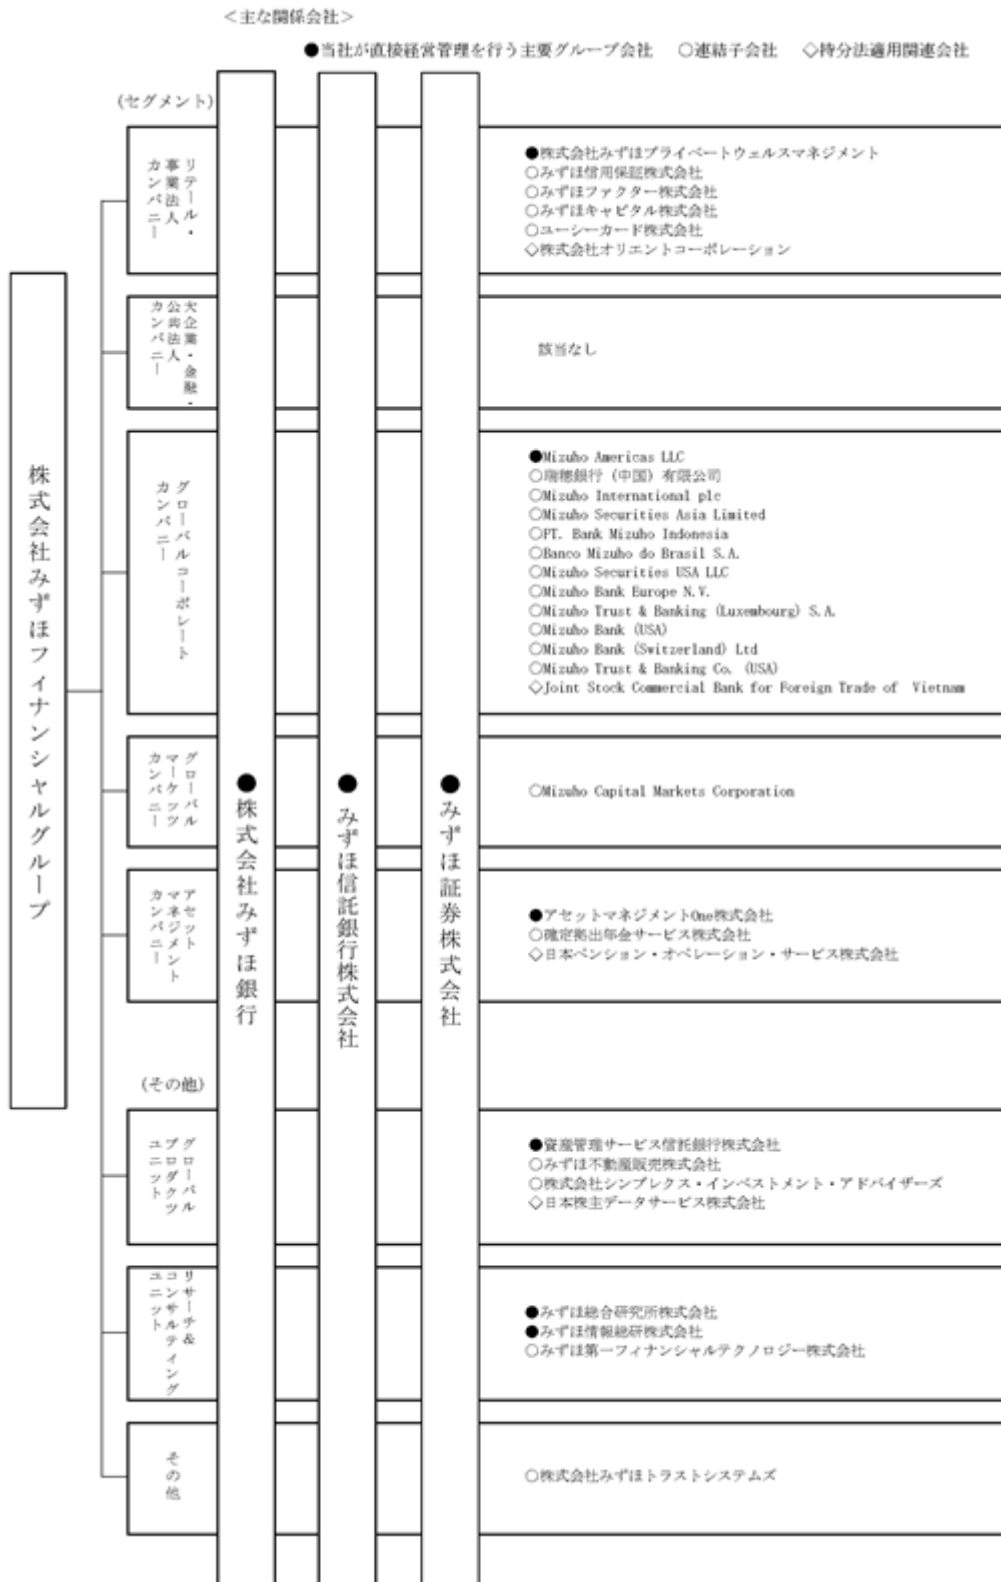 ＜主な関係会社＞
●当社が直接経営管理を行う主要グループ会社　○連結子会社　◇持分法適用関連会社
(セグメント)
株式会社みずほフィナンシャルグループ
●株式会社みずほ銀行
●みずほ信託銀行株式会社
●みずほ証券株式会社
リテール・
事業法人
カンパニー
●株式会社みずほプライベートウェルスマネジメント
○みずほ信用保証株式会社
○みずほファクター株式会社
○みずほキャピタル株式会社
○ユーシーカード株式会社
◇株式会社オリエントコーポレーション
大企業・金融・
公共法人
カンパニー
該当なし
グローバルコーポレート
カンパニー
●Mizuho Americas LLC
○瑞穂銀行（中国）有限公司
○Mizuho International plc
○Mizuho Securities Asia Limited
○PT. Bank Mizuho Indonesia
○Banco Mizuho do Brasil S.A.
○Mizuho Securities USA LLC
○Mizuho Bank Europe N.V.
○Mizuho Trust & Banking (Luxembourg) S.A.
○Mizuho Bank (USA)
○Mizuho Bank (Switzerland) Ltd
○Mizuho Trust & Banking Co. (USA)
◇Joint Stock Commercial Bank for Foreign Trade of Vietnam
グローバル
マーケッツ
カンパニー
○Mizuho Capital Markets Corporation
アセット
マネジメント
カンパニー
●アセットマネジメントOne株式会社
○確定拠出年金サービス株式会社
◇日本ペンション・オペレーション・サービス株式会社
(その他)
グローバル
プロダクツ
ユニット
●資産管理サービス信託銀行株式会社
○みずほ不動産販売株式会社
○株式会社シンプレクス・インベストメント・アドバイザーズ
◇日本株主データサービス株式会社
リサーチ&
コンサルティング
ユニット
●みずほ総合研究所株式会社
●みずほ情報総研株式会社
○みずほ第一フィナンシャルテクノロジー株式会社
その他
○株式会社みずほトラストシステムズ